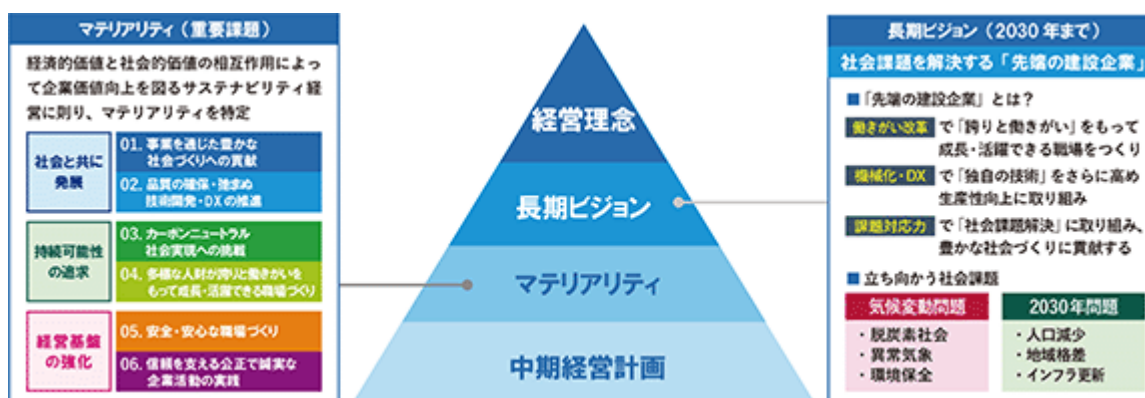 マテリアリティ（重要課題）
経済的価値と社会的価値の相互作用によっ
て企業価値向上を図るサステナビリティ経
営に則り、マテリアリティを特定
社会と共に
発展
01. 事業を通じた豊かな
社会づくりへの貢献
02. 品質の確保・弛まぬ
技術開発・DXの推進
持続可能性
の追求
03. カーボンニュートラル
社会実現への挑戦
04. 多様な人財が誇りと働きがいを
もって成長・活躍できる職場づくり
経営基盤
の強化
05. 安全・安心な職場づくり
06. 信頼を支える公正で誠実な
企業活動の実践
経営理念
長期ビジョン
マテリアリティ
中期経営計画
長期ビジョン（2030年まで）
社会課題を解決する「先端の建設企業」
■「先端の建設企業」とは？
働きがい改革 で「誇りと働きがい」をもって
成長・活躍できる職場をつくり
機械化・DX で「独自の技術」をさらに高め
生産性向上に取り組み
課題対応力 で「社会課題解決」に取り組み、
豊かな社会づくりに貢献する
■ 立ち向かう社会課題
気候変動問題
・脱炭素社会
・異常気象
・環境保全
2030年問題
・人口減少
・地域格差
・インフラ更新